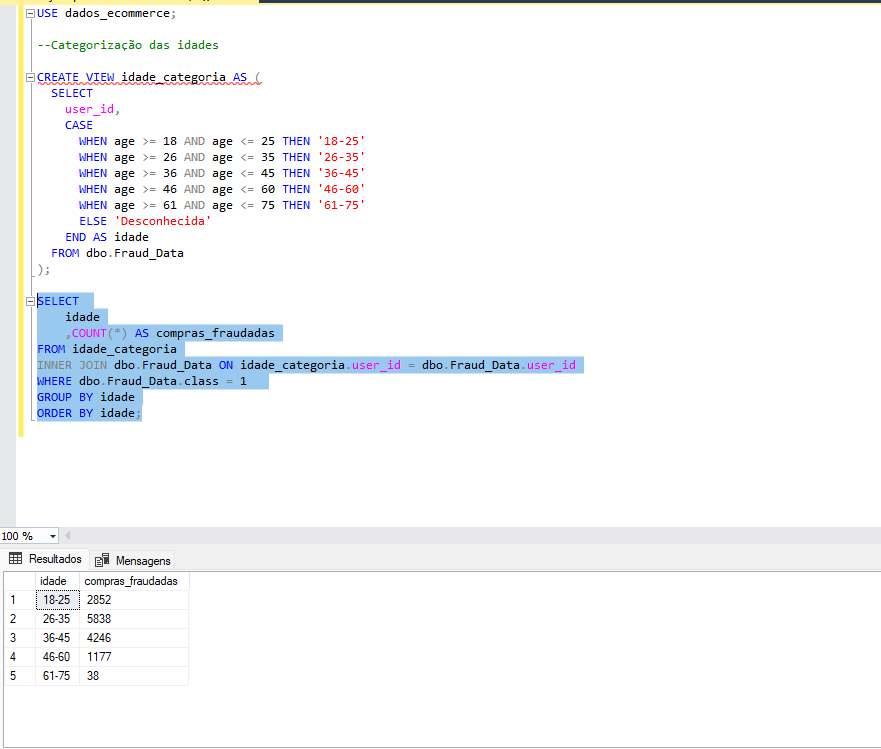 USE dados_ecommerce;
--Categorização das idades
CREATE VIEW idade_categoria AS (
SELECT
user_id,
CASE
WHEN age >= 18 AND age <= 25 THEN '18-25'
WHEN age >= 26 AND age <= 35 THEN '26-35'
WHEN age >= 36 AND age <= 45 THEN '36-45'
WHEN age >= 46 AND age <= 60 THEN '46-60'
WHEN age >= 61 AND age <= 75 THEN '61-75'
ELSE 'Desconhecida'
END AS idade
FROM dbo.Fraud_Data
);
SELECT
idade
,COUNT(*) AS compras_fraudadas
FROM idade_categoria
INNER JOIN dbo.Fraud_Data ON idade_categoria.user_id = dbo.Fraud_Data.user_id
WHERE dbo.Fraud_Data.class = 1
GROUP BY idade
ORDER BY idade;
100 %
Resultados Mensagens
idade compras_fraudadas
1 18-25 2852
2 26-35 5838
3 36-45 4246
4 46-60 1177
5 61-75 38